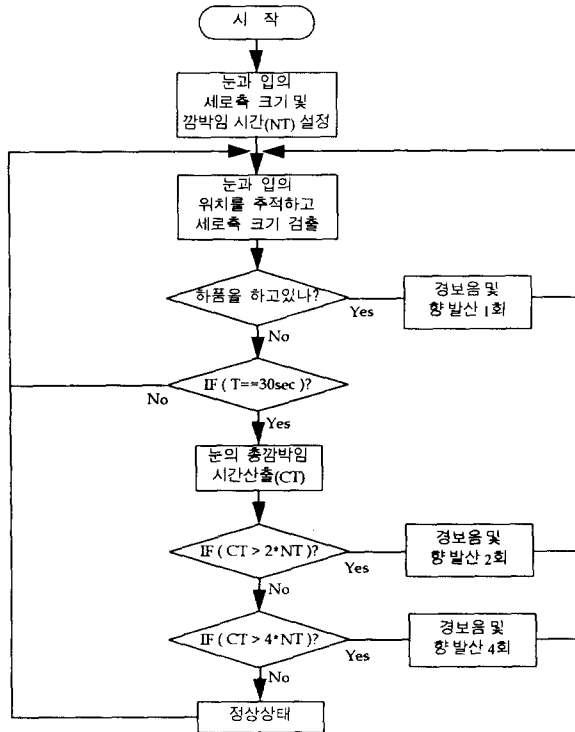 시 작
눈과 입의
세로축 크기 및
깜박임 시간(NT) 설정
눈과 입의
위치를 추적하고
세로축 크기 검출
하품을 하고있나?
Yes
경보음 및
향 발산 1회
No
IF ( T==30sec )?
No
Yes
눈의 총깜박임
시간산출(CT)
IF ( CT > 2*NT )?
Yes
경보음 및
향 발산 2회
No
IF ( CT > 4*NT )?
Yes
경보음 및
향 발산 4회
No
정상상태